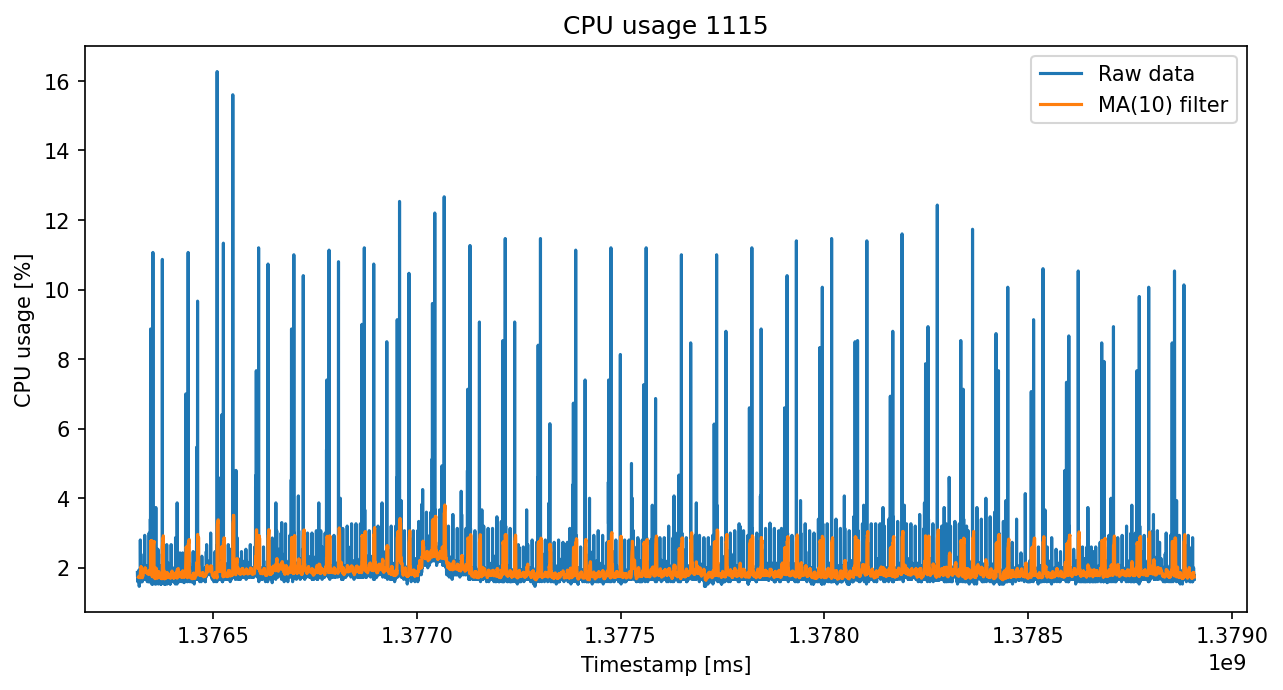 CPU usage 1115
Raw data
MA(10) filter
CPU usage [%]
16
14
12
10
8
6
4
2
1.3765 1.3770 1.3775 1.3780 1.3785 1.3790
1e9
Timestamp [ms]